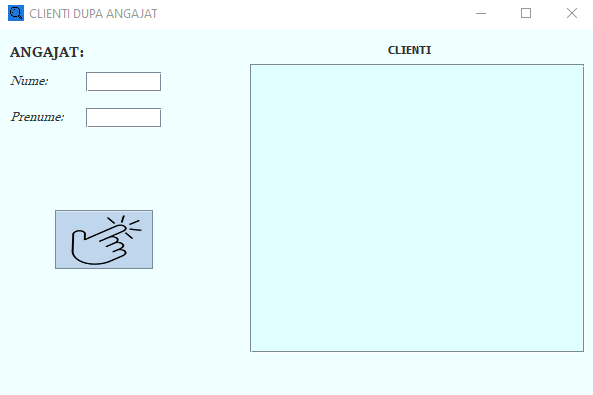 CLIENTI DUPA ANGAJAT
ANGAJAT:
Nume:
Prenume:
CLIENTI